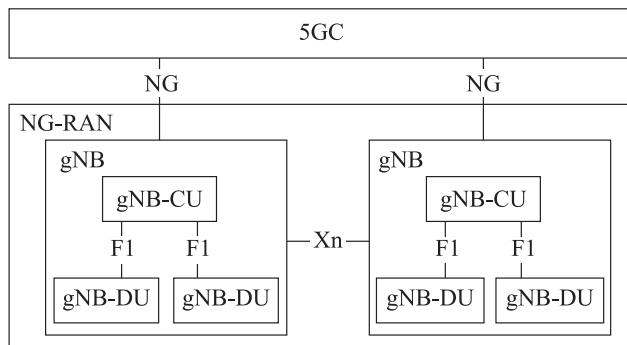 5GC
NG NG
NG-RAN
gNB gNB
gNB-CU gNB-CU
F1 F1 Xn F1 F1
gNB-DU gNB-DU gNB-DU gNB-DU